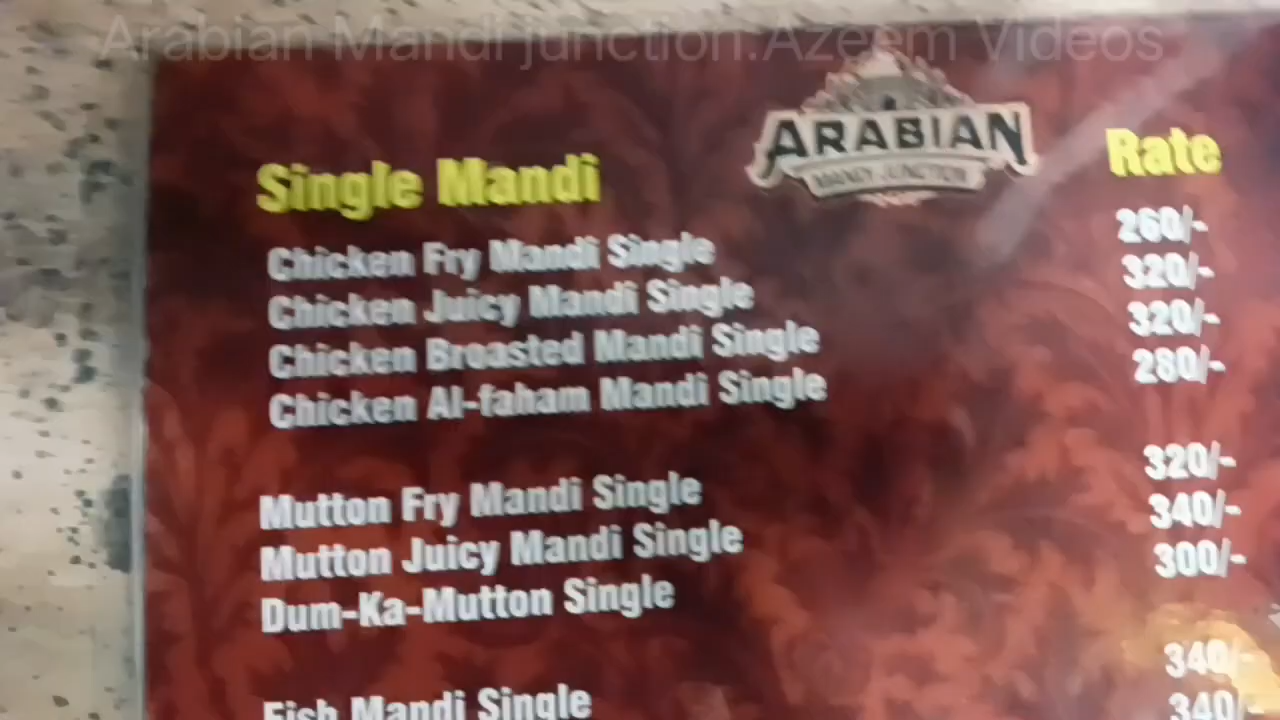 Arabian Mandi junction.Azeem Videos
ARABIAN
MANDI JUNCTION
Single Mandi Rate
Chicken Fry Mandi Single 260/-
Chicken Juicy Mandi Single 320/-
Chicken Broasted Mandi Single 320/-
Chicken Al-faham Mandi Single 280/-
Mutton Fry Mandi Single 320/-
Mutton Juicy Mandi Single 340/-
Dum-Ka-Mutton Single 300/-
Fish Mandi Single 340/-
340/-